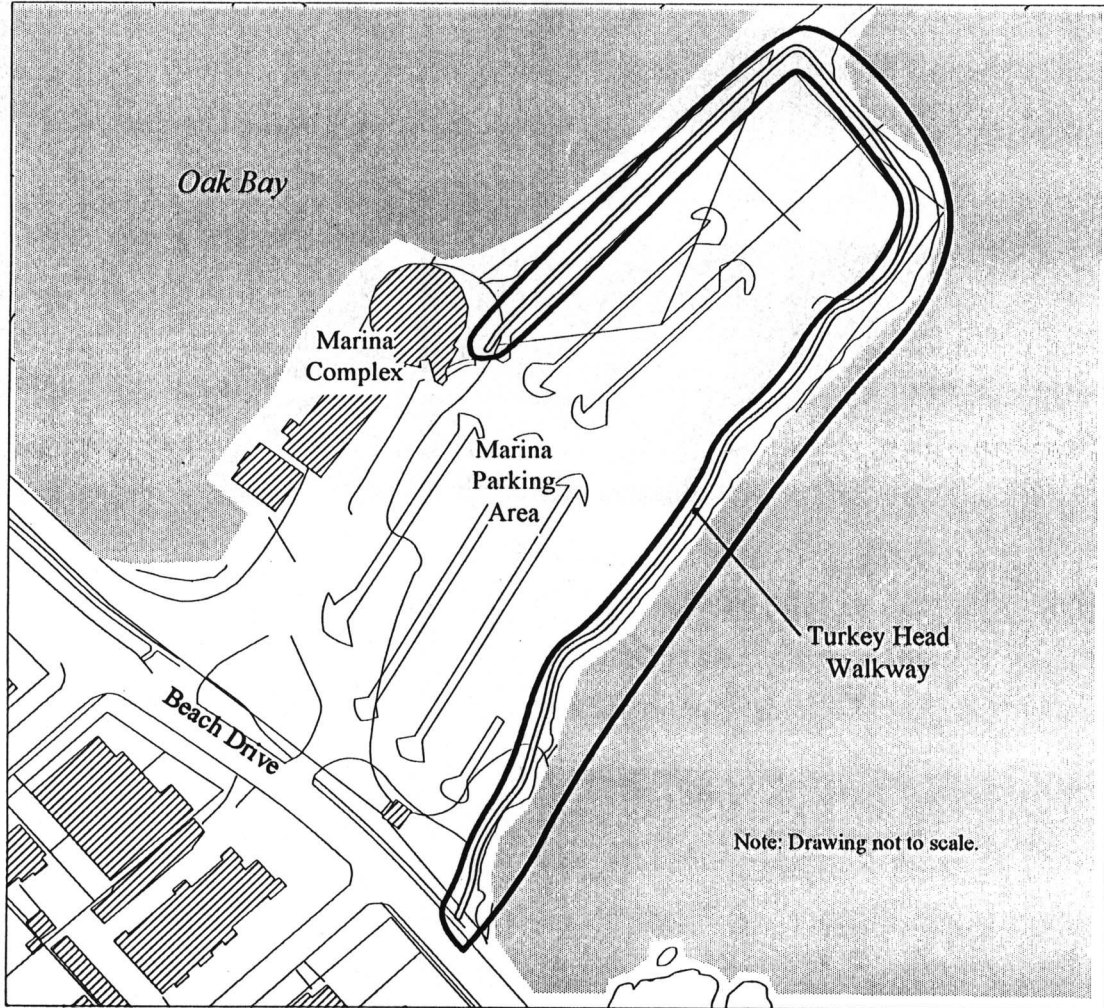 Oak Bay
Marina
Complex
Marina
Parking
Area
Turkey Head
Walkway
Beach Drive
Note: Drawing not to scale.